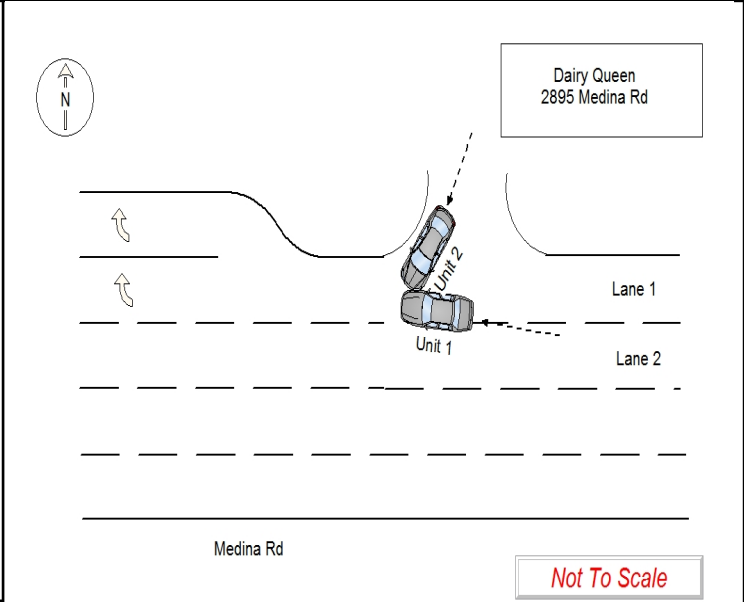 Dairy Queen
2895 Medina Rd
N
Unit 2
Lane 1
Unit 1
Lane 2
Medina Rd
Not To Scale